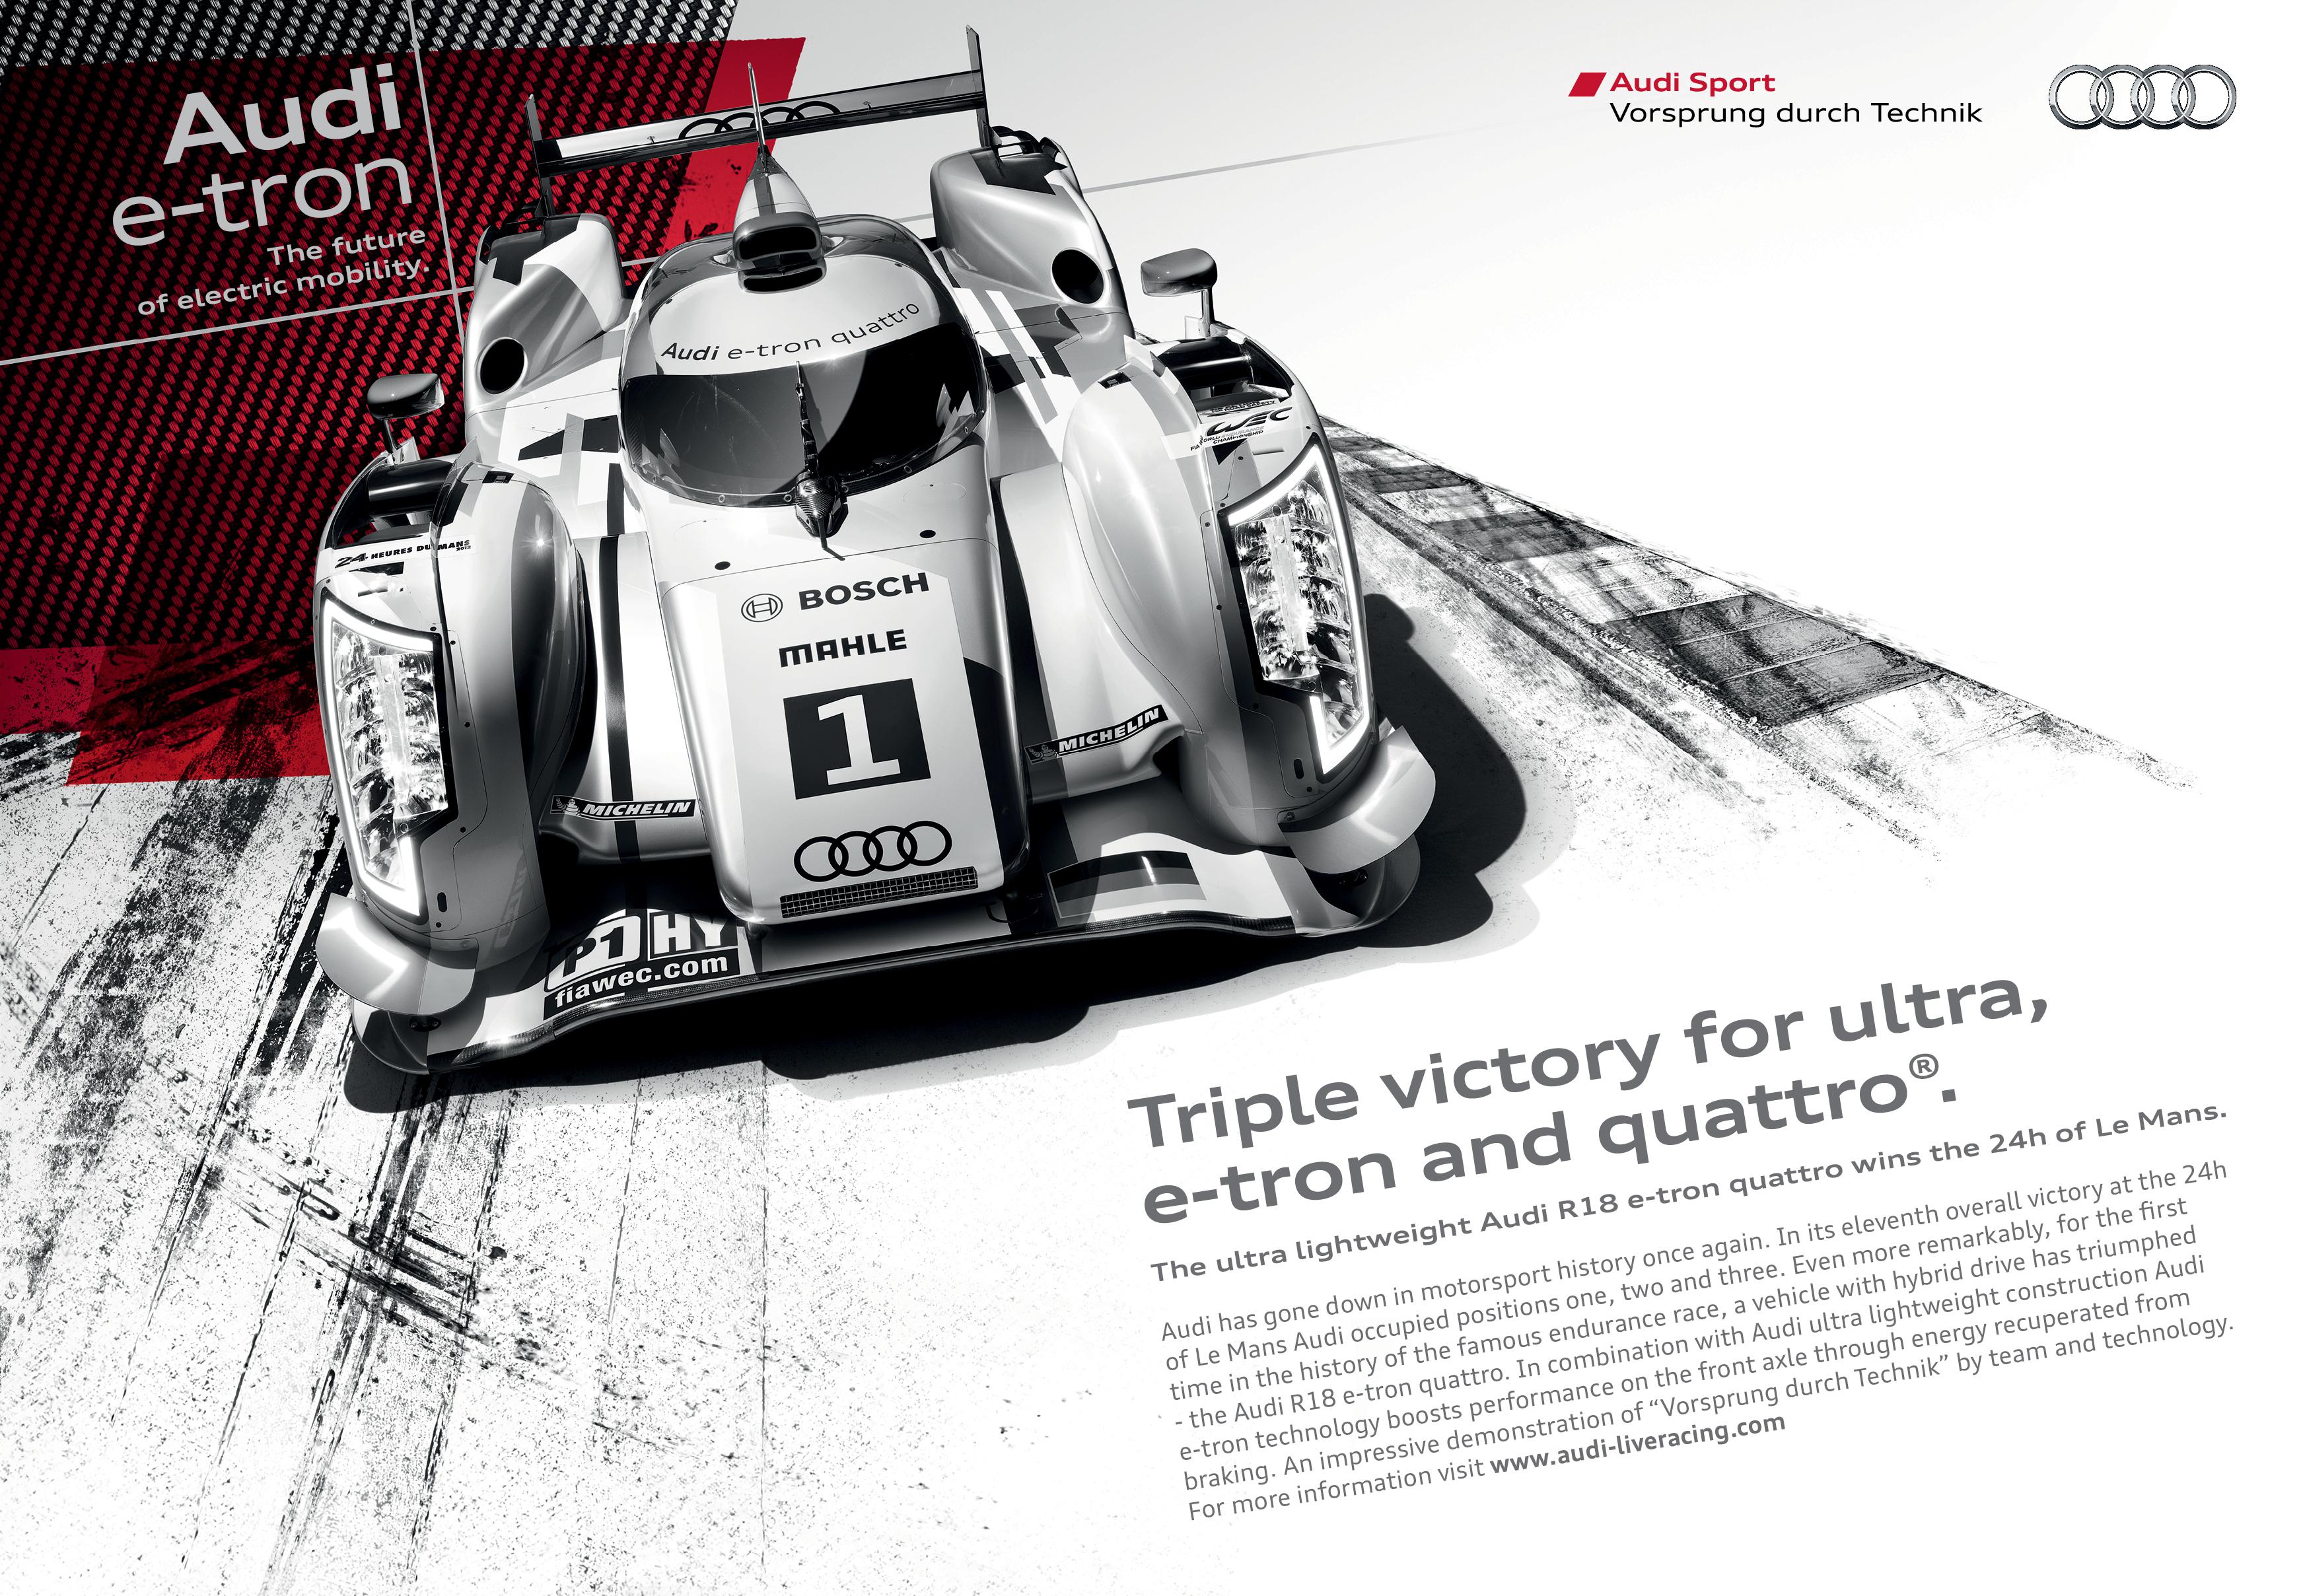 Audi
e-tron
The future
of electric mobility.
Audi Sport
Vorsprung durch Technik
Audi e-tron quattro
WEC
WORLD ENDURANCE
CHAMPIONSHIP
24 HEURES DU MANS
2012
BOSCH
MAHLE
1
MICHELIN
MICHELIN
P1 HY
fiawec.com
Triple victory for ultra,
e-tron and quattro®.
The ultra lightweight Audi R18 e-tron quattro wins the 24h of Le Mans.
Audi has gone down in motorsport history once again. In its eleventh overall victory at the 24h
of Le Mans Audi occupied positions one, two and three. Even more remarkably, for the first
time in the history of the famous endurance race, a vehicle with hybrid drive has triumphed
- the Audi R18 e-tron quattro. In combination with Audi ultra lightweight construction Audi
e-tron technology boosts performance on the front axle through energy recuperated from
braking. An impressive demonstration of “Vorsprung durch Technik” by team and technology.
For more information visit www.audi-liveracing.com